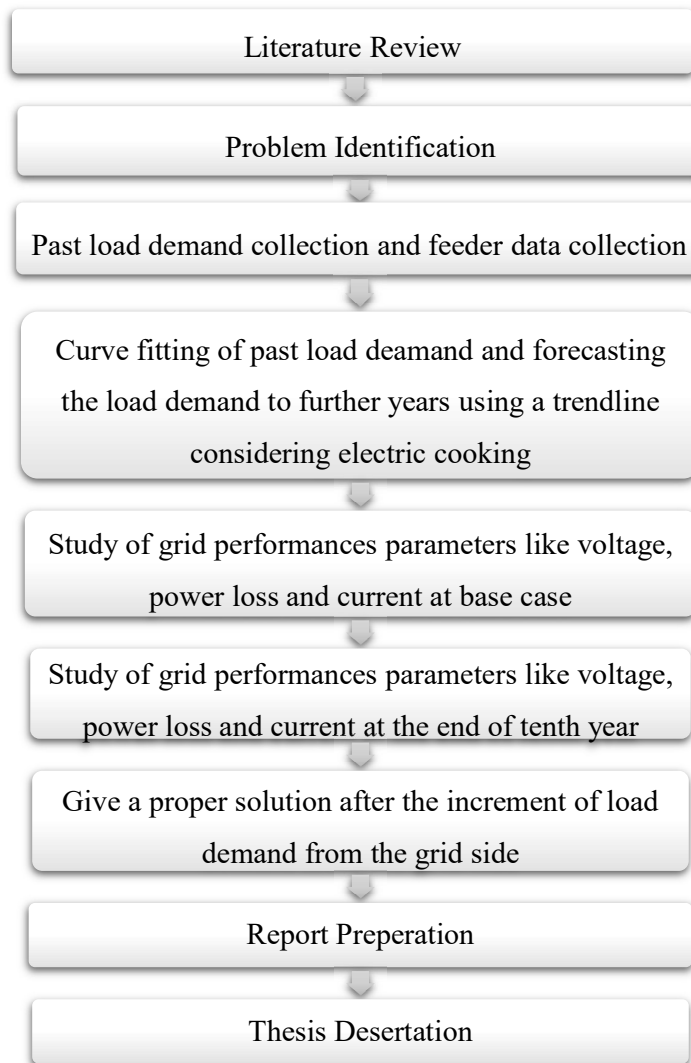 Literature Review
Problem Identification
Past load demand collection and feeder data collection
Curve fitting of past load deamand and forecasting
the load demand to further years using a trendline
considering electric cooking
Study of grid performances parameters like voltage,
power loss and current at base case
Study of grid performances parameters like voltage,
power loss and current at the end of tenth year
Give a proper solution after the increment of load
demand from the grid side
Report Preperation
Thesis Desertation